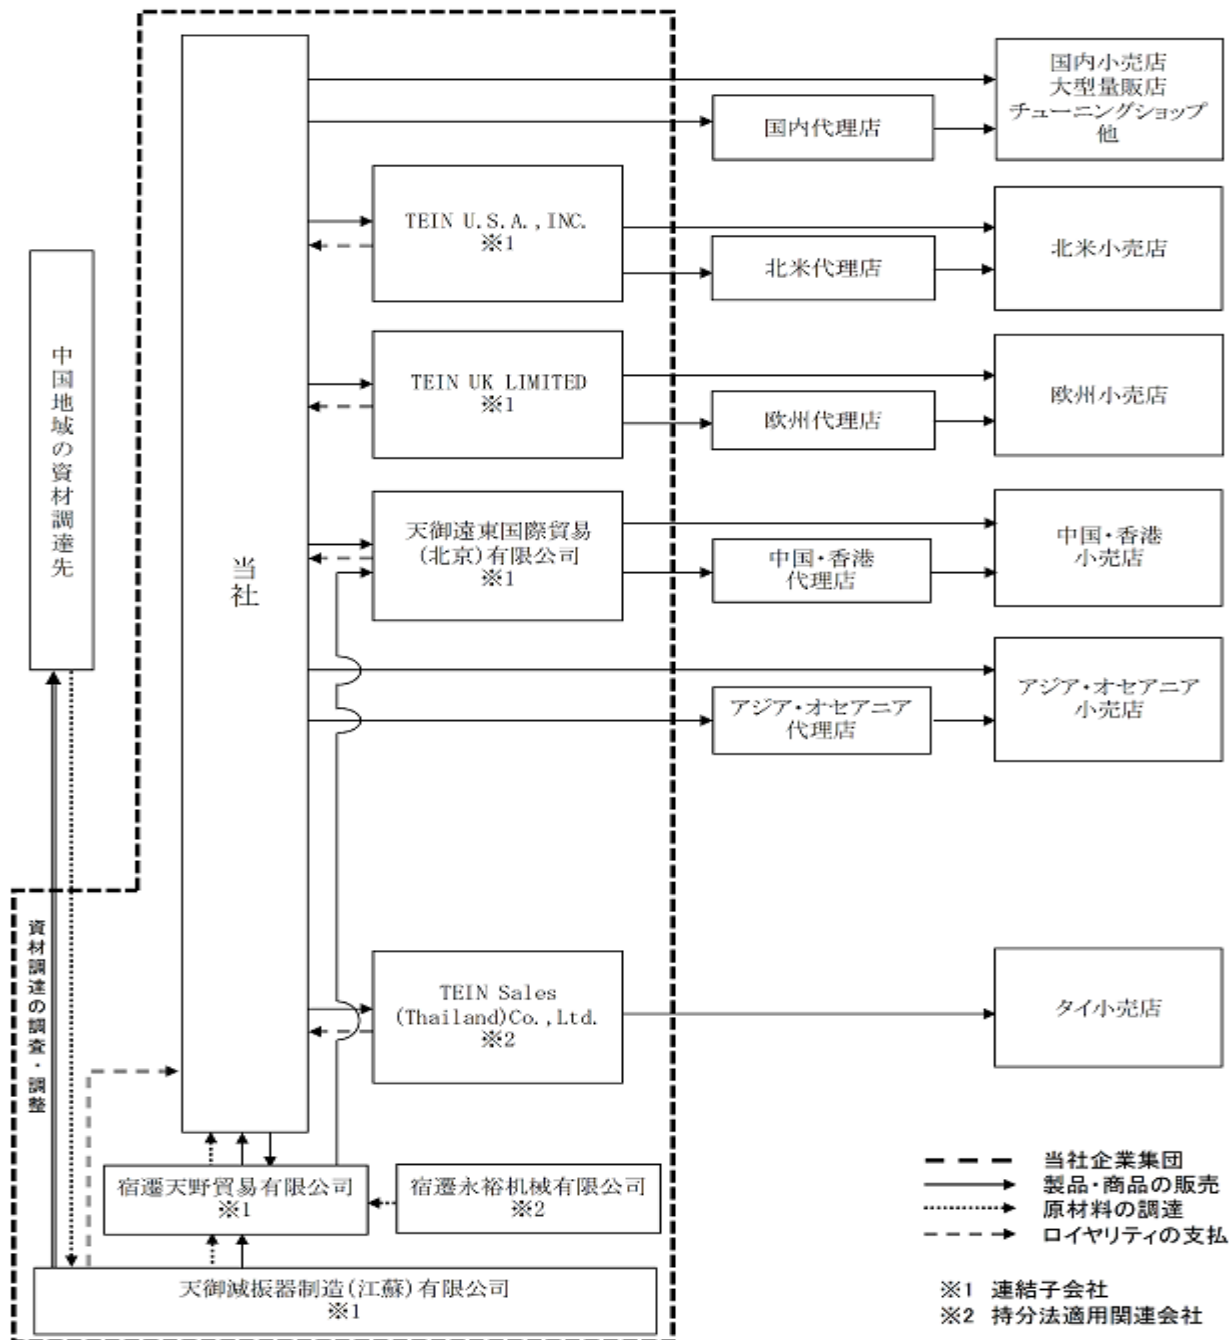 国内小売店
大型量販店
チューニングショップ
他
国内代理店
TEIN U.S.A.,INC.
※1
北米代理店
北米小売店
中国地域の資材調達先
当社
TEIN UK LIMITED
※1
欧州代理店
欧州小売店
天御遠東国際貿易
(北京)有限公司
※1
中国・香港
代理店
中国・香港
小売店
アジア・オセアニア
代理店
アジア・オセアニア
小売店
資材調達の調査・調整
TEIN Sales
(Thailand)Co.,Ltd.
※2
タイ小売店
宿遷天野貿易有限公司
※1
宿遷永裕机械有限公司
※2
天御減振器制造(江蘇)有限公司
※1
当社企業集団
製品・商品の販売
原材料の調達
ロイヤリティの支払
※1 連結子会社
※2 持分法適用関連会社